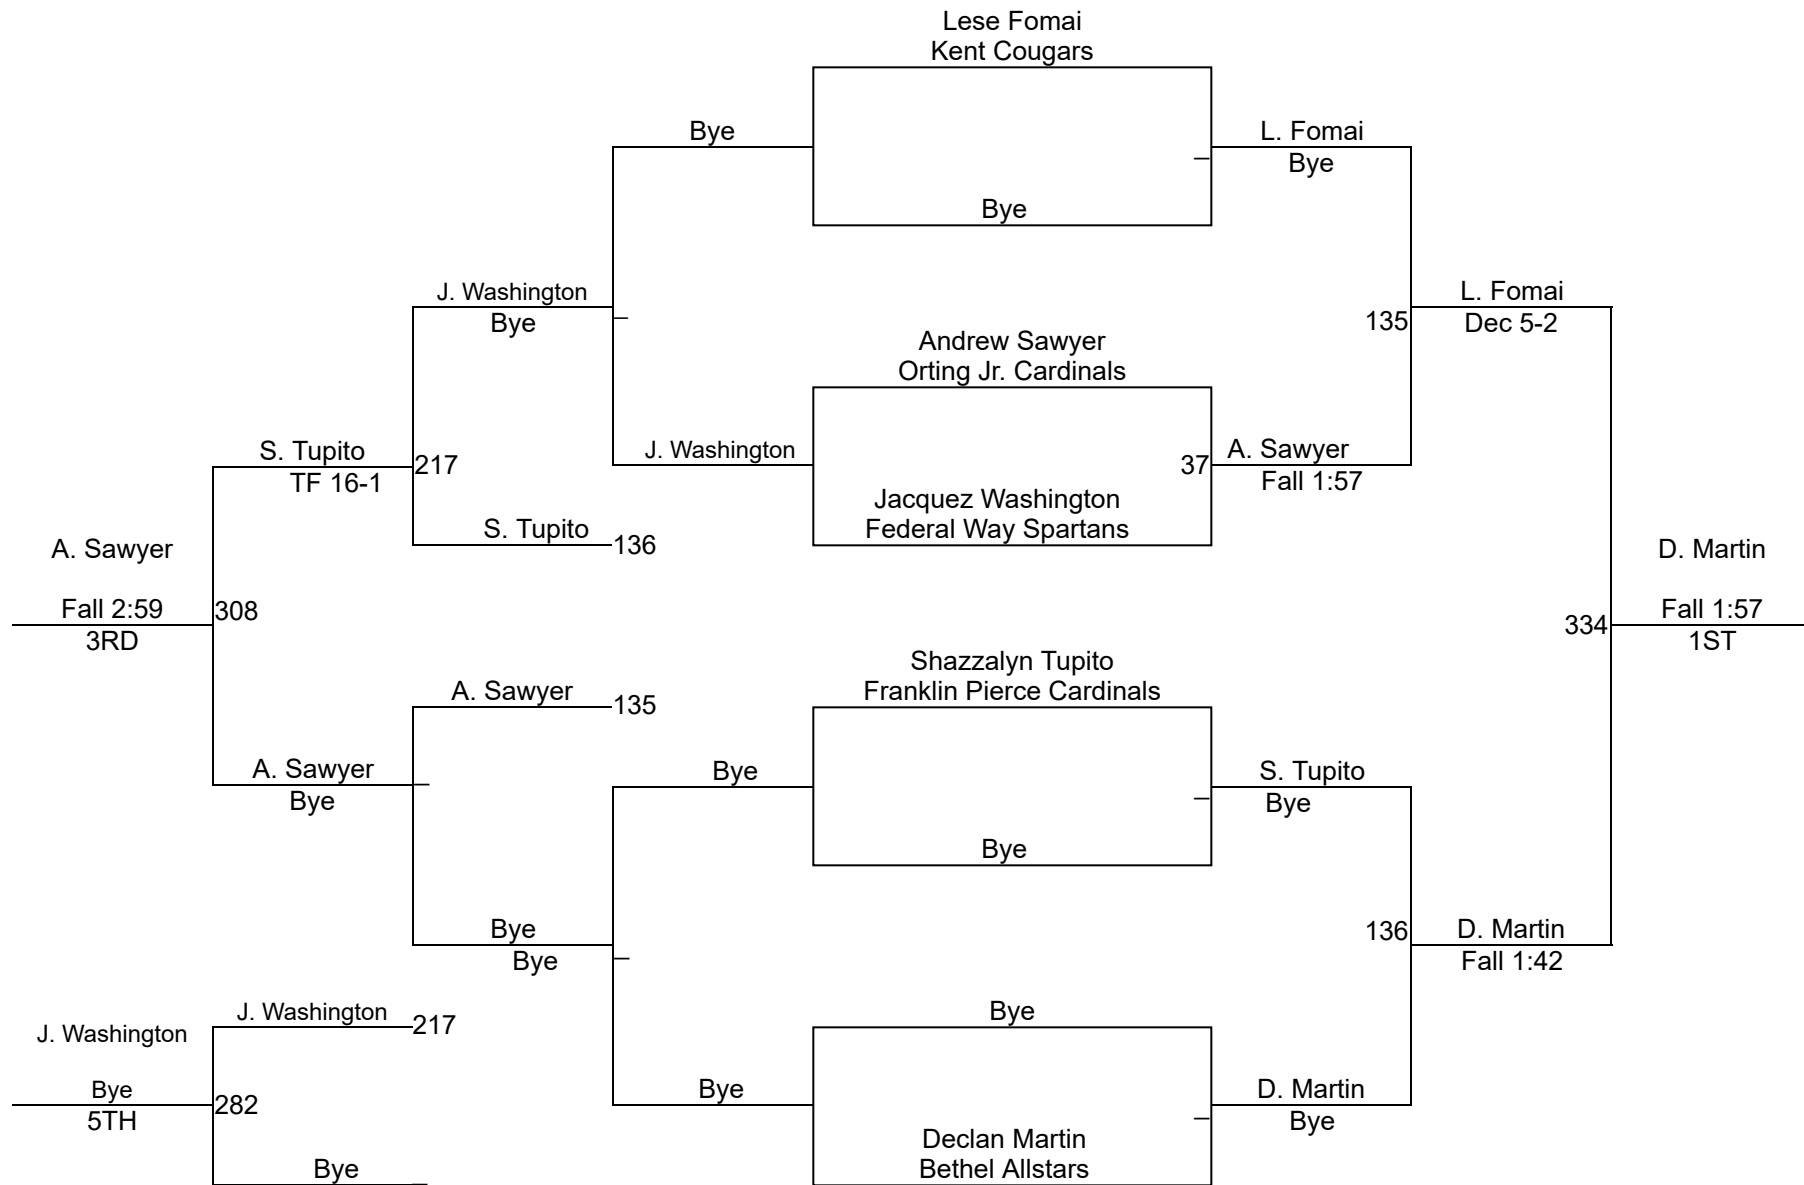 Lese Fomai
Kent Cougars
Bye
L. Fomai
Bye
Bye
J. Washington
Bye
L. Fomai
135
Dec 5-2
Andrew Sawyer
Orting Jr. Cardinals
S. Tupito
217
TF 16-1
J. Washington
37
A. Sawyer
Fall 1:57
Jacquez Washington
Federal Way Spartans
S. Tupito
136
A. Sawyer
D. Martin
Fall 2:59
308
3RD
334
Fall 1:57
1ST
Shazzalyn Tupito
Franklin Pierce Cardinals
A. Sawyer
135
A. Sawyer
Bye
Bye
S. Tupito
Bye
Bye
Bye
Bye
136
D. Martin
Fall 1:42
J. Washington
217
Bye
J. Washington
Bye
282
5TH
Bye
D. Martin
Bye
Declan Martin
Bethel Allstars
Bye